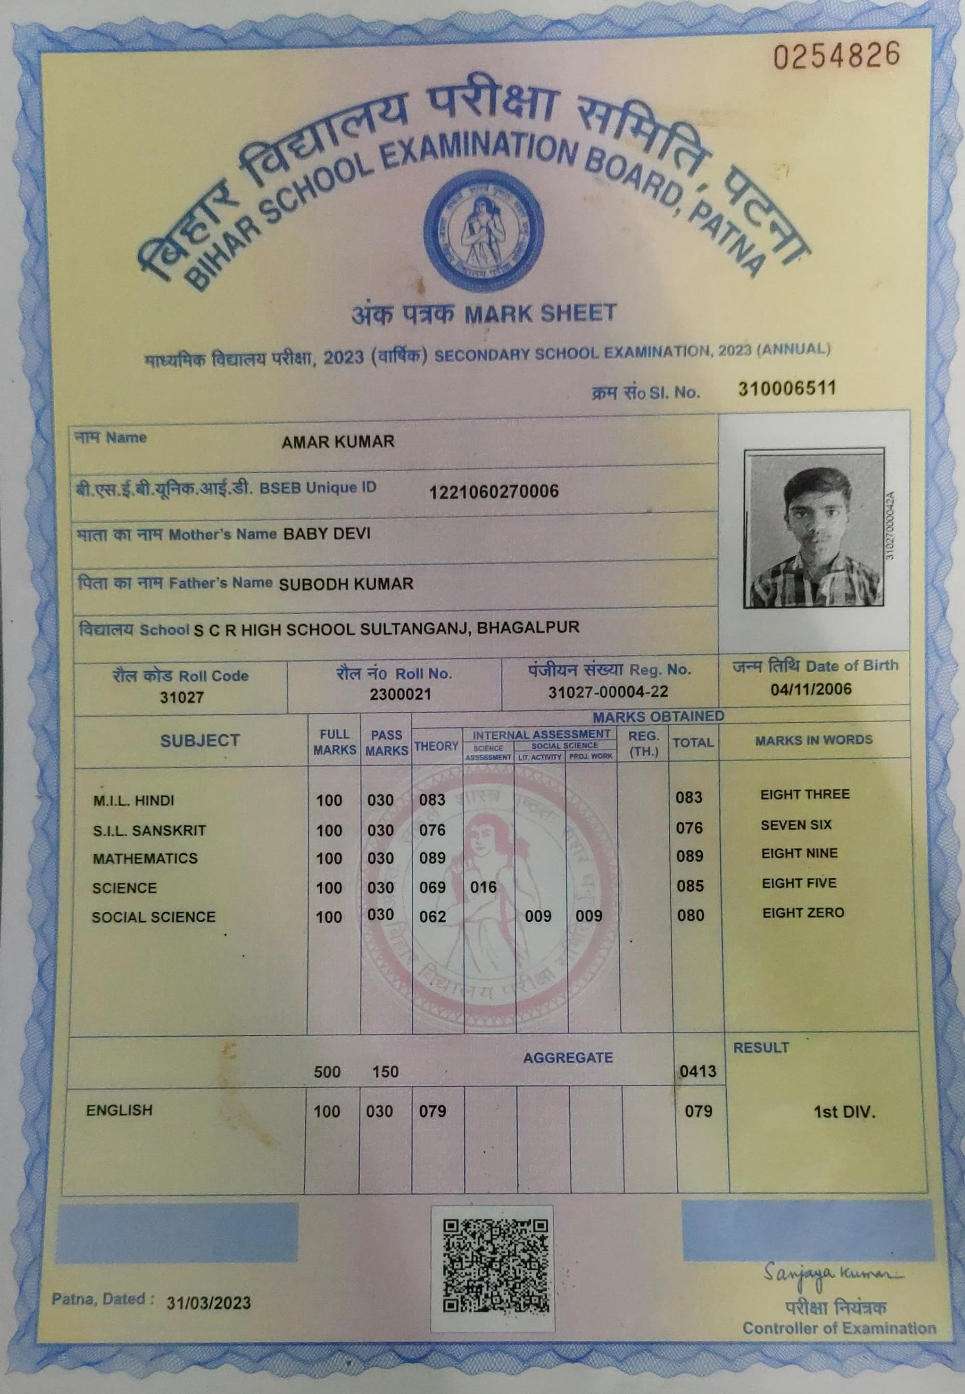 0254826
बिहार विद्यालय परीक्षा समिति, पटना
BIHAR SCHOOL EXAMINATION BOARD, PATNA
अंक पत्रक MARK SHEET
माध्यमिक विद्यालय परीक्षा, 2023 (वार्षिक) SECONDARY SCHOOL EXAMINATION, 2023 (ANNUAL)
क्रम सं० Sl. No. 310006511
नाम Name AMAR KUMAR
बी.एस.ई.बी.यूनिक.आई.डी. BSEB Unique ID 1221060270006
माता का नाम Mother's Name BABY DEVI
31027000042A
पिता का नाम Father's Name SUBODH KUMAR
विद्यालय School S C R HIGH SCHOOL SULTANGANJ, BHAGALPUR
रौल कोड Roll Code रौल नं० Roll No. पंजीयन संख्या Reg. No. जन्म तिथि Date of Birth
31027 2300021 31027-00004-22 04/11/2006
MARKS OBTAINED
SUBJECT FULL MARKS PASS MARKS THEORY INTERNAL ASSESSMENT REG. (TH.) TOTAL MARKS IN WORDS
SCIENCE ASSESSMENT SOCIAL SCIENCE
LIT. ACTIVITY PROJ. WORK
M.I.L. HINDI 100 030 083 083 EIGHT THREE
S.I.L. SANSKRIT 100 030 076 076 SEVEN SIX
MATHEMATICS 100 030 089 089 EIGHT NINE
SCIENCE 100 030 069 016 085 EIGHT FIVE
SOCIAL SCIENCE 100 030 062 009 009 080 EIGHT ZERO
बिहार विद्यालय परीक्षा समिति
AGGREGATE RESULT
500 150 0413
ENGLISH 100 030 079 079 1st DIV.
Sanjaya Kumar
Patna, Dated : 31/03/2023
परीक्षा नियंत्रक
Controller of Examination